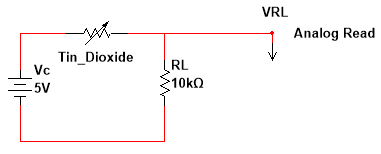 VRL
Analog Read
Tin_Dioxide
Vc
5V
RL
10kΩ